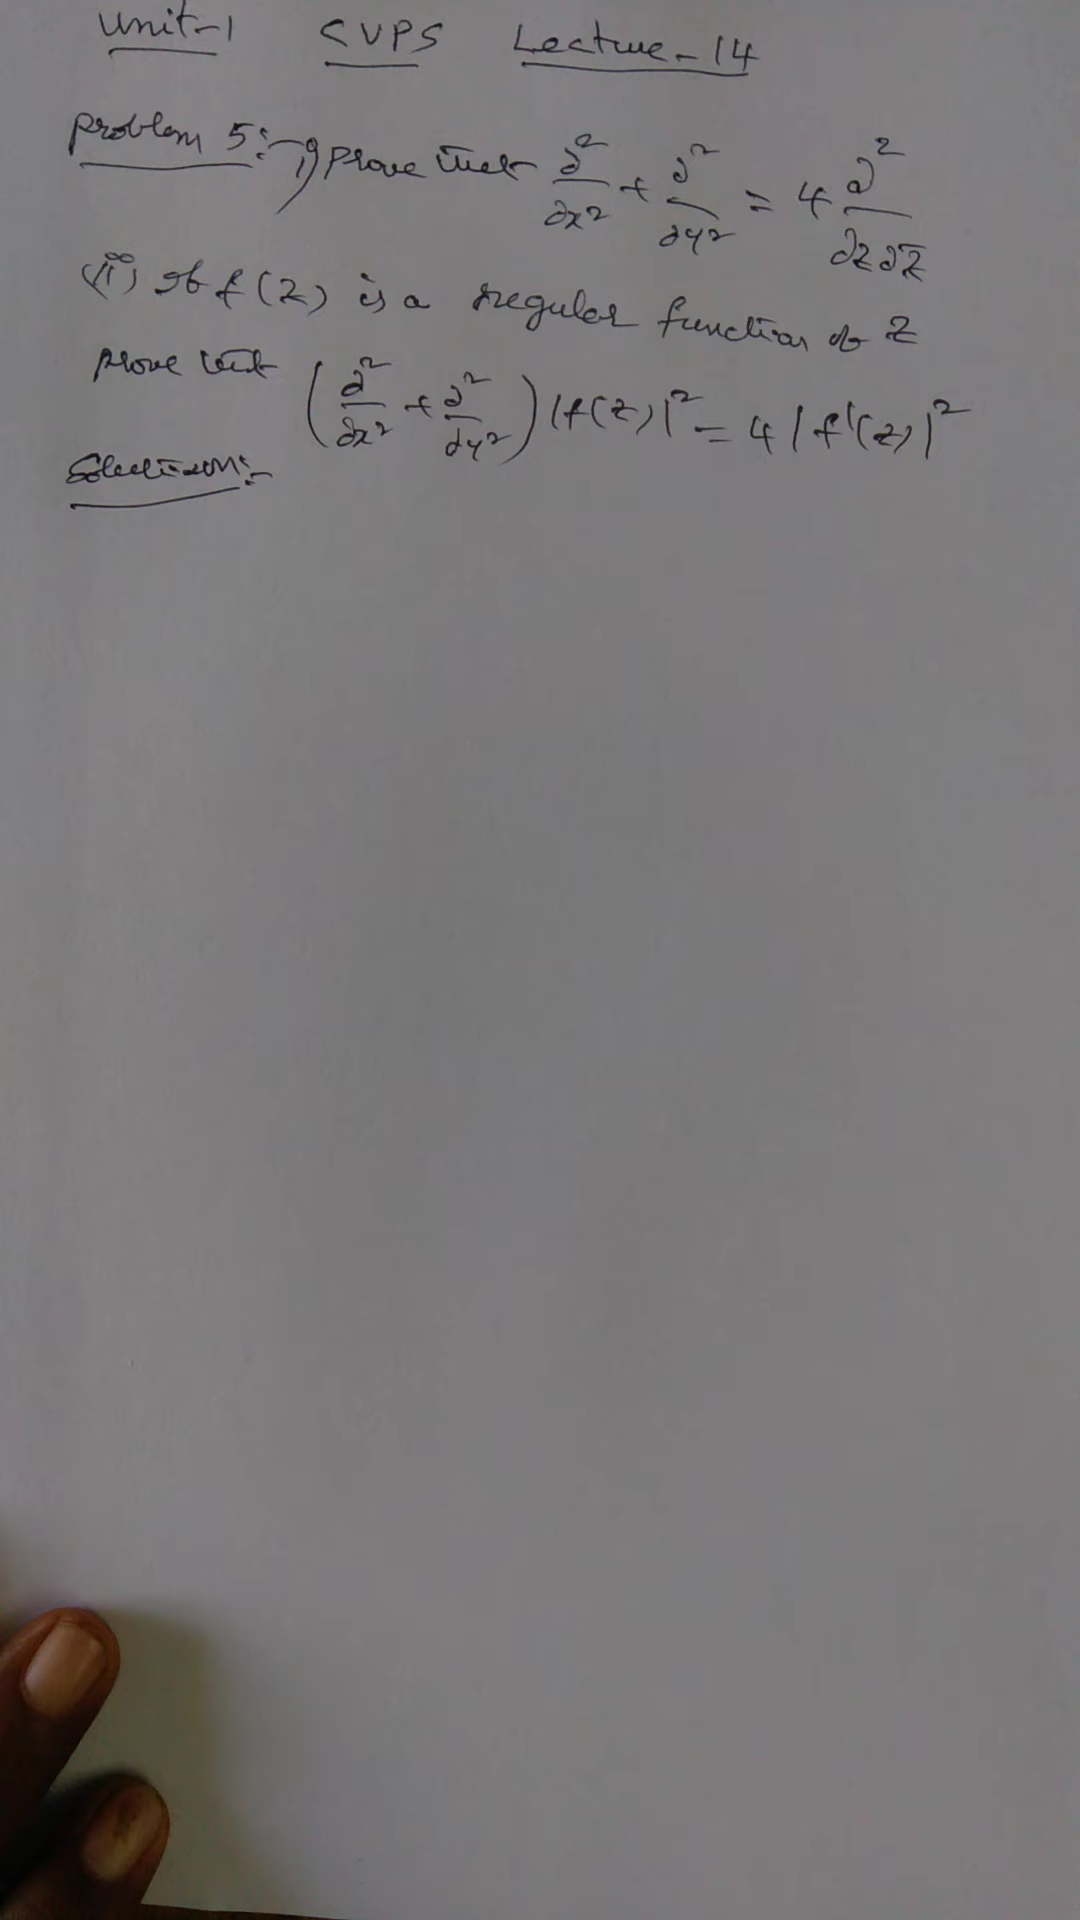 Unit-1 CVPS Lecture-14
Problem 5:- i) Prove that ∂²/∂x² + ∂²/∂y² = 4 ∂²/∂z∂z̅
(ii) If f(z) is a regular function of z
Prove that (∂²/∂x² + ∂²/∂y²) |f(z)|² = 4 |f'(z)|²
Solution:-